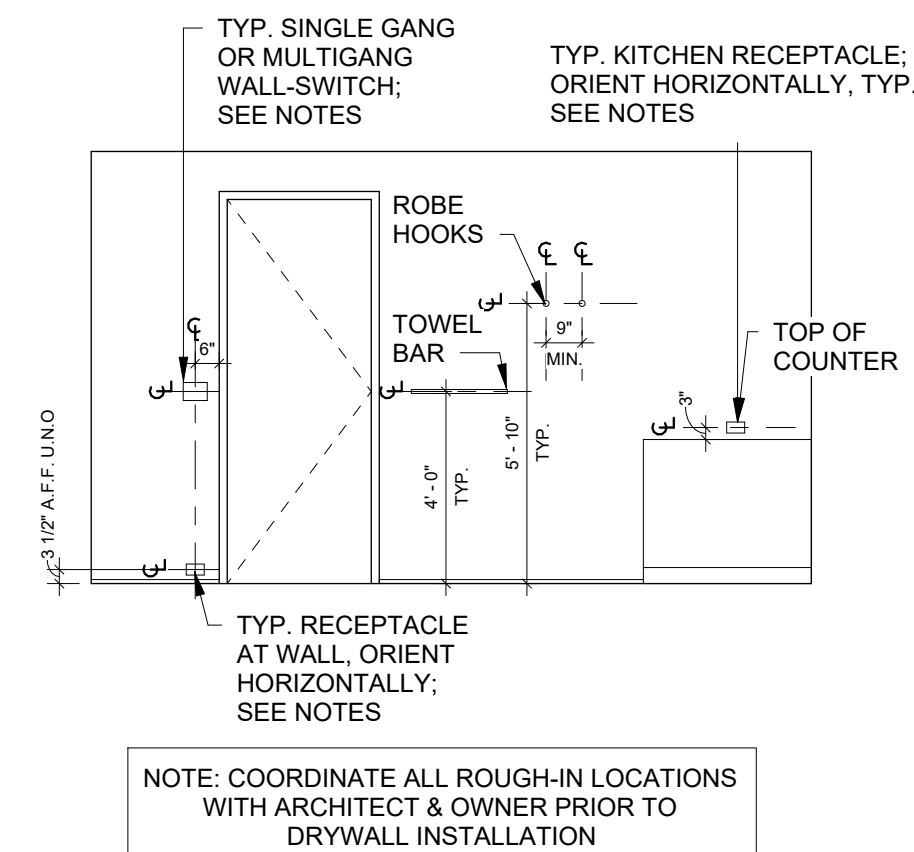 TYP. SINGLE GANG
OR MULTIGANG
WALL-SWITCH;
SEE NOTES
TYP. KITCHEN RECEPTACLE;
ORIENT HORIZONTALLY, TYP.
SEE NOTES
ROBE
HOOKS
℄
℄
℄
9"
MIN.
TOWEL
BAR
TOP OF
COUNTER
℄
6"
℄
℄
℄
3"
4' - 0"
TYP.
5' - 10"
TYP.
3 1/2" A.F.F. U.N.O
℄
TYP. RECEPTACLE
AT WALL, ORIENT
HORIZONTALLY;
SEE NOTES
NOTE: COORDINATE ALL ROUGH-IN LOCATIONS
WITH ARCHITECT & OWNER PRIOR TO
DRYWALL INSTALLATION